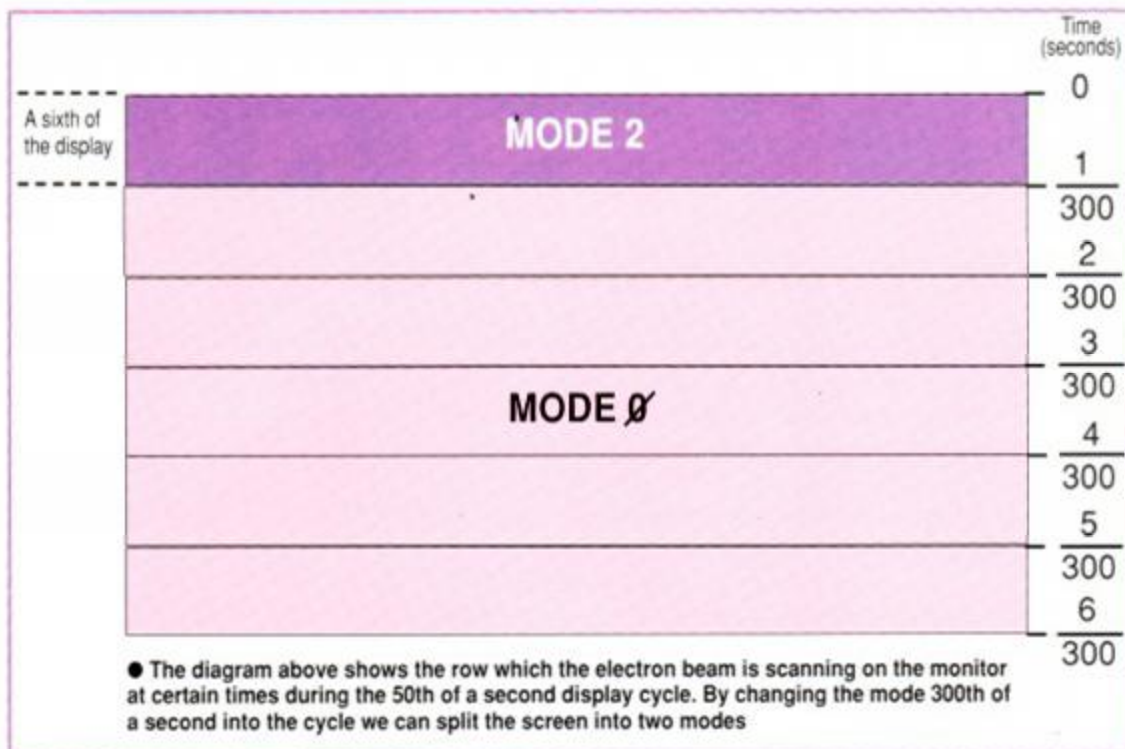 Time
(seconds)
0
A sixth of
the display
MODE 2
1
300
2
300
3
300
MODE 0
4
300
5
300
6
300
● The diagram above shows the row which the electron beam is scanning on the monitor
at certain times during the 50th of a second display cycle. By changing the mode 300th of
a second into the cycle we can split the screen into two modes